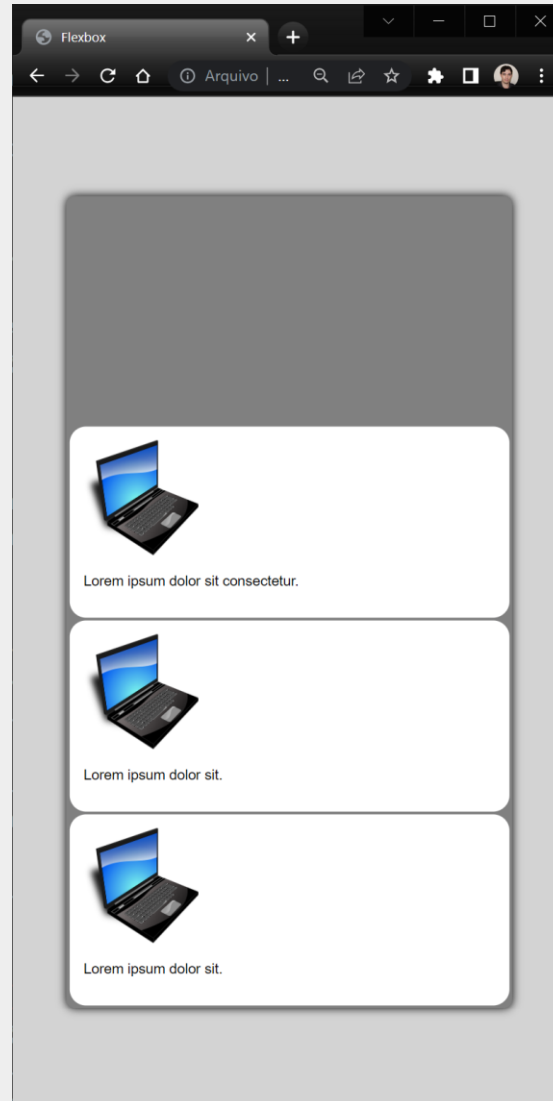 Flexbox
Arquivo | ...
Lorem ipsum dolor sit consectetur.
Lorem ipsum dolor sit.
Lorem ipsum dolor sit.